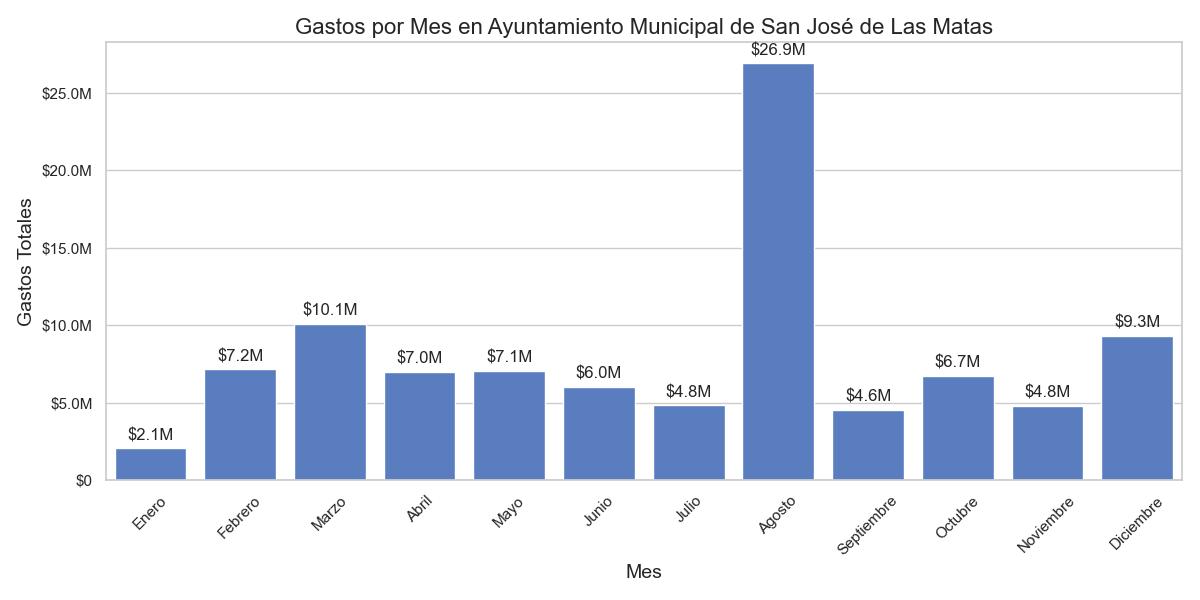 Gastos por Mes en Ayuntamiento Municipal de San José de Las Matas
Gastos Totales
$25.0M
$20.0M
$15.0M
$10.0M
$5.0M
$0
$2.1M
$7.2M
$10.1M
$7.0M
$7.1M
$6.0M
$4.8M
$26.9M
$4.6M
$6.7M
$4.8M
$9.3M
Enero
Febrero
Marzo
Abril
Mayo
Junio
Julio
Agosto
Septiembre
Octubre
Noviembre
Diciembre
Mes